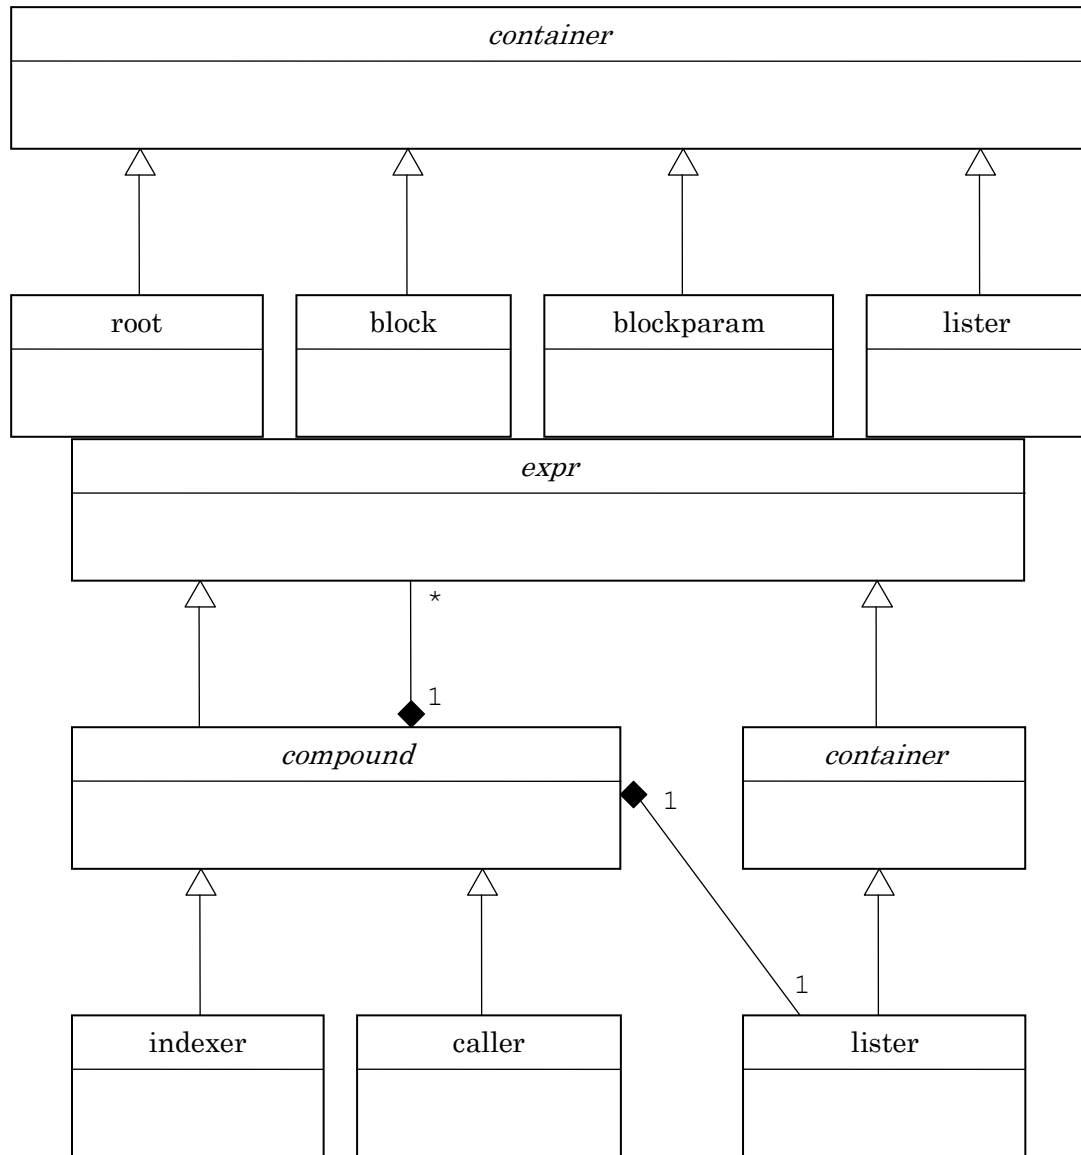 container
root block blockparam lister
expr
*
1
compound container
1
1
indexer caller lister